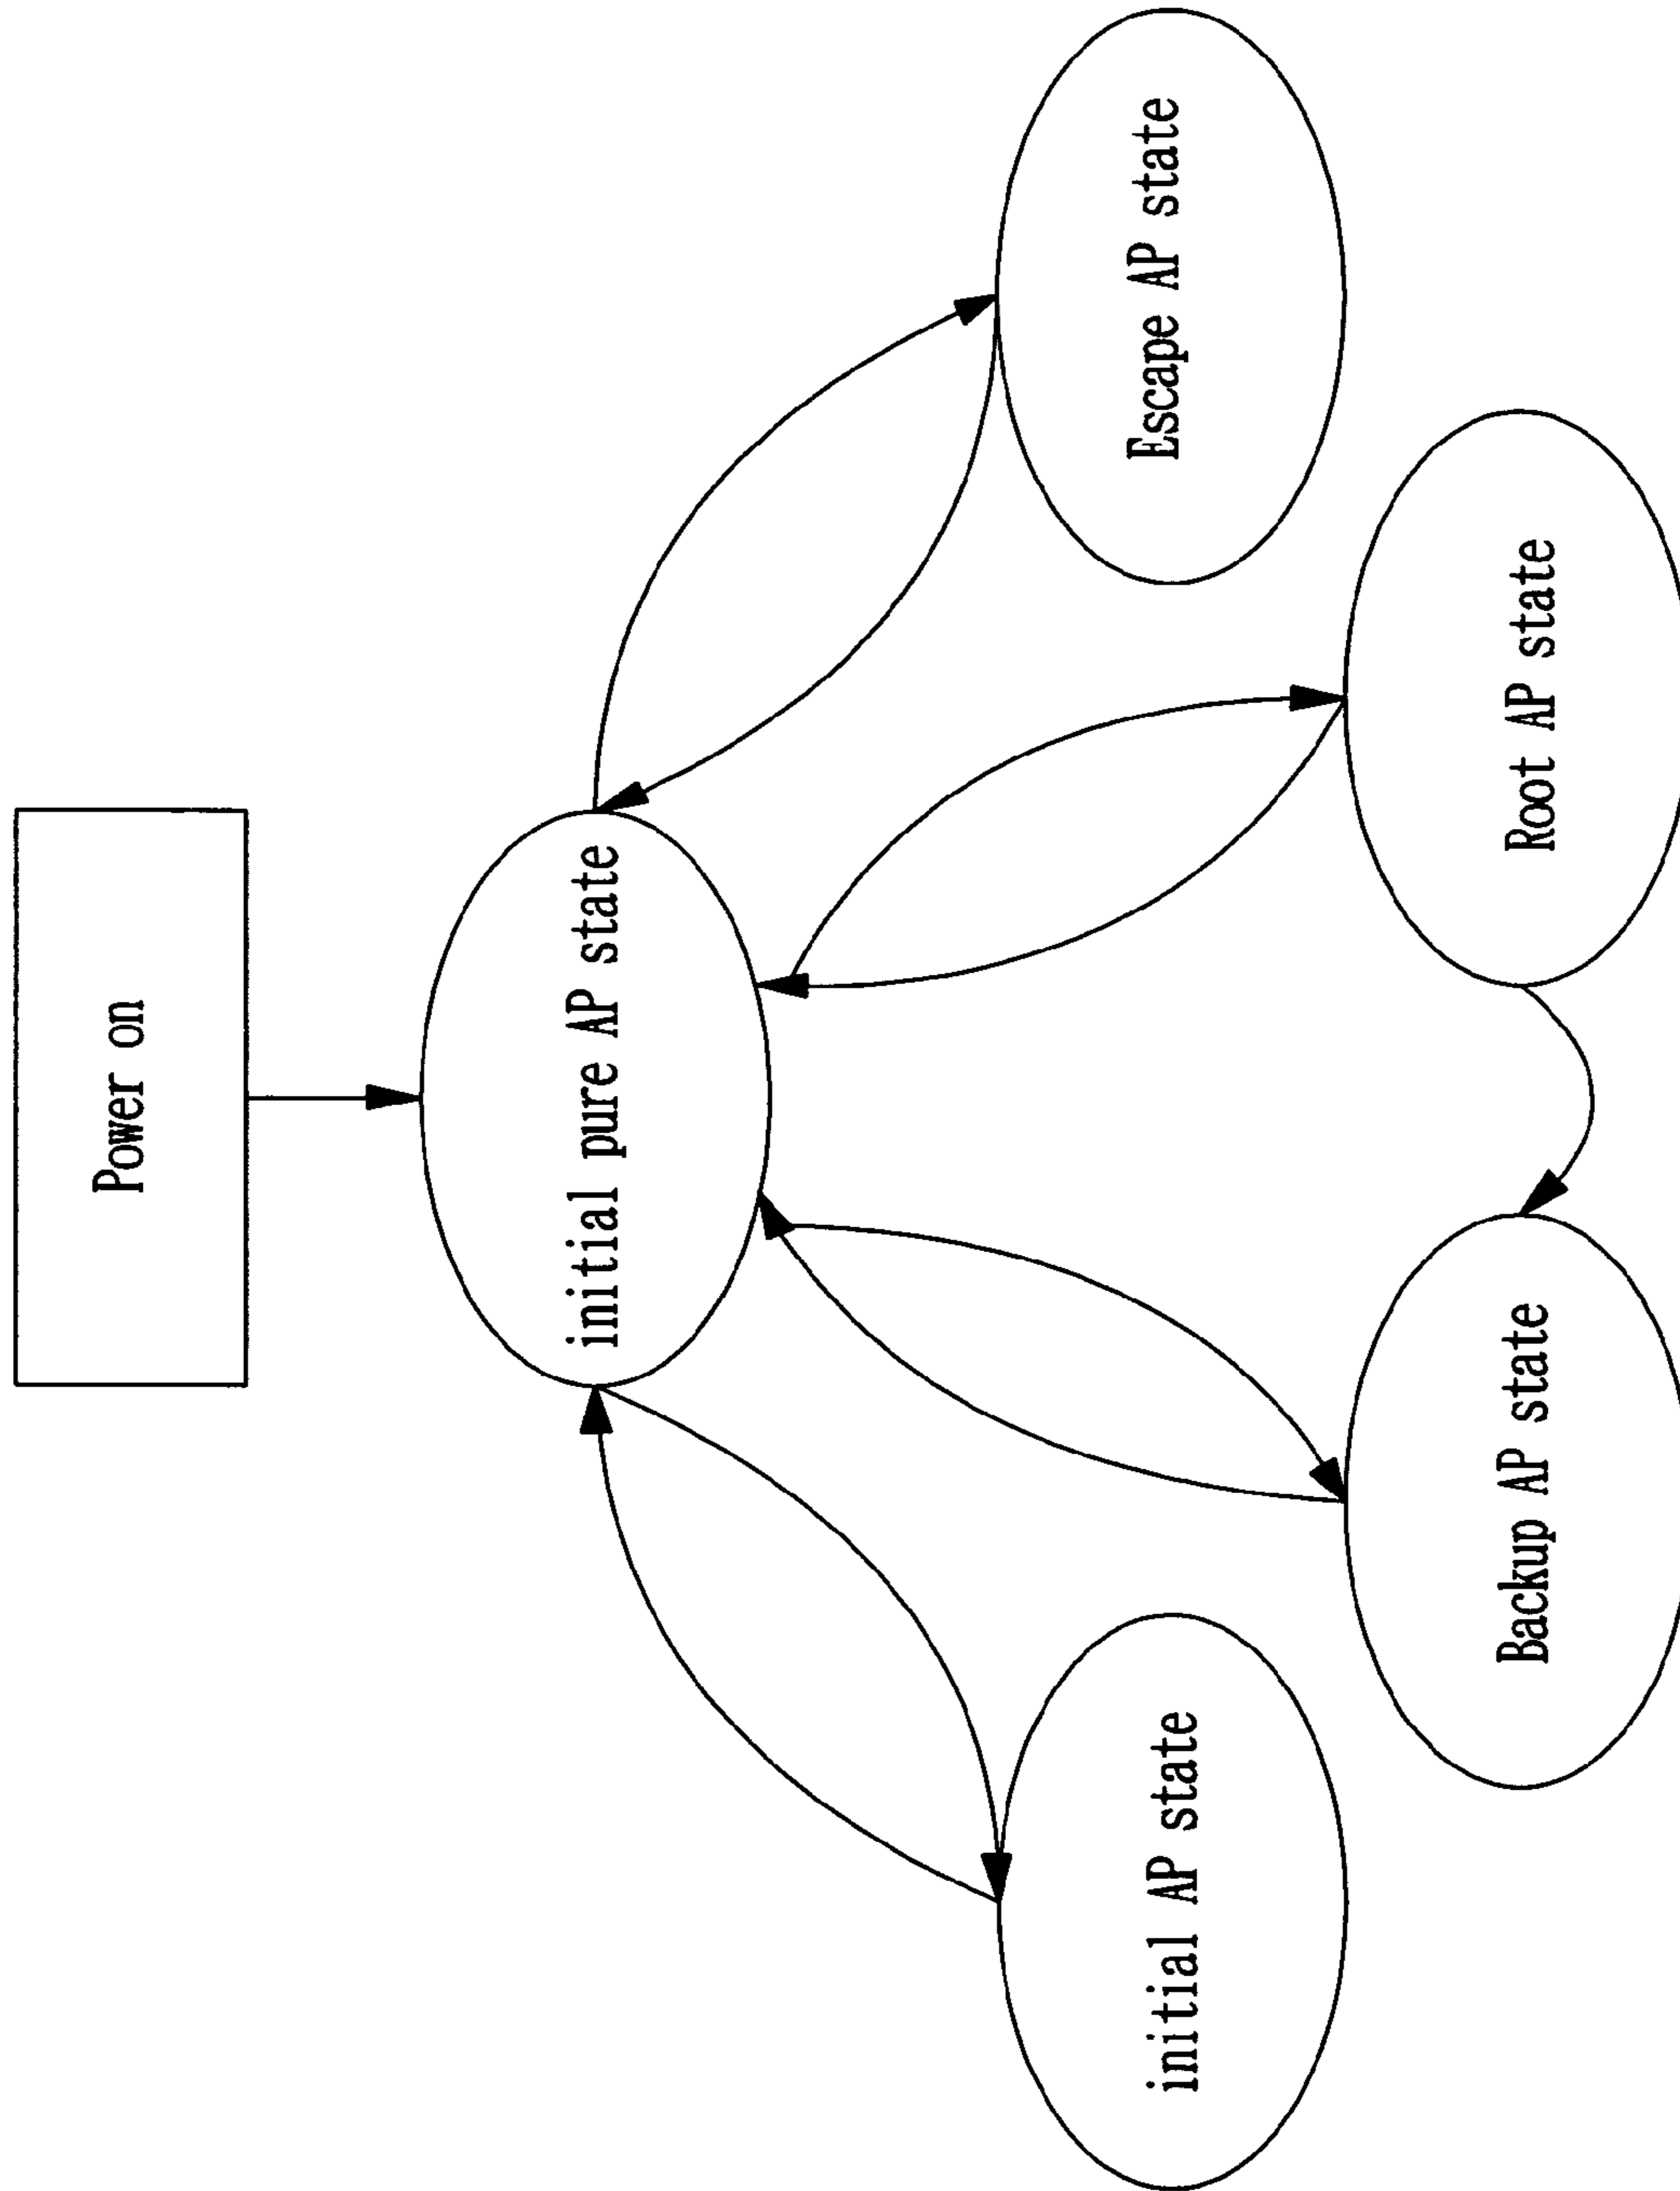 Power on
initial pure AP state
initial AP state
Backup AP state
Root AP state
Escape AP state